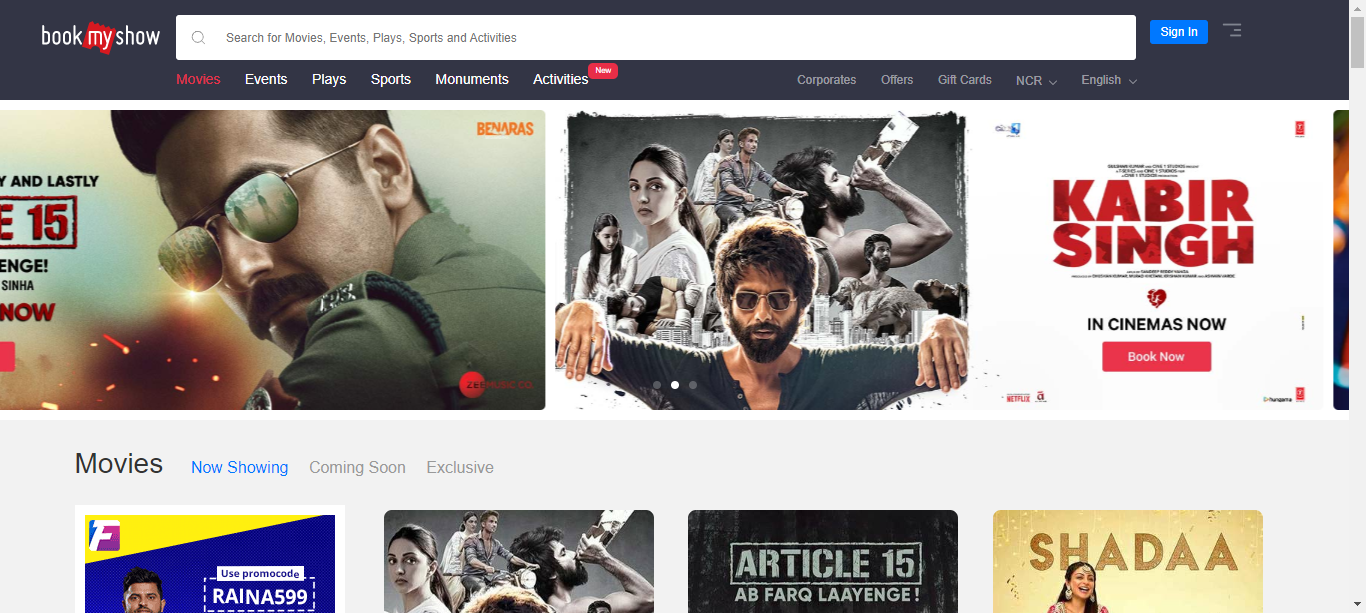 book my show
Search for Movies, Events, Plays, Sports and Activities
Sign In
Movies
Events
Plays
Sports
Monuments
Activities
New
Corporates
Offers
Gift Cards
NCR
English
Y AND LASTLY
E 15
ENGE!
SINHA
NOW
BENARAS
ZEE MUSIC CO.
KABIR
SINGH
IN CINEMAS NOW
Book Now
NETFLIX
hungama
Movies
Now Showing
Coming Soon
Exclusive
F
Use promocode
RAINA599
ARTICLE 15
AB FARQ LAAYENGE!
SHADAA